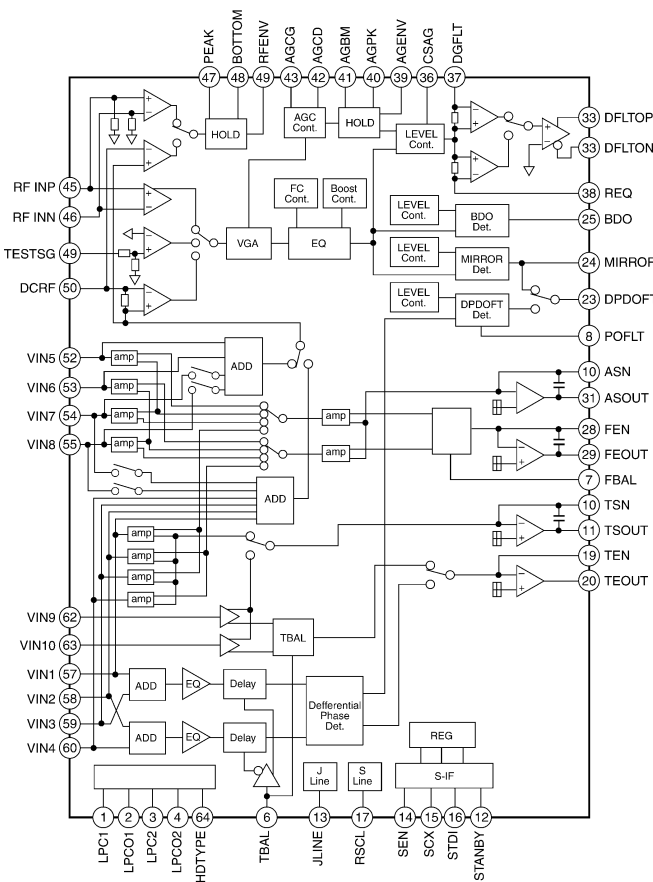 PEAK
BOTTOM
RFENV
AGCG
AGCD
AGBM
AGPK
AGENV
CSAG
DGFLT
47
48
49
43
42
41
40
39
36
37
HOLD
AGC
Cont.
HOLD
LEVEL
Cont.
33
DFLTOP
33
DFLTON
RF INP
45
RF INN
46
TESTSG
49
DCRF
50
FC
Cont.
Boost
Cont.
VGA
EQ
LEVEL
Cont.
BDO
Det.
LEVEL
Cont.
MIRROR
Det.
LEVEL
Cont.
DPDOFT
Det.
38
REQ
25
BDO
24
MIRROR
23
DPDOFT
8
POFLT
VIN5
52
VIN6
53
VIN7
54
VIN8
55
amp
amp
amp
amp
ADD
amp
amp
ADD
10
ASN
31
ASOUT
28
FEN
29
FEOUT
7
FBAL
10
TSN
11
TSOUT
19
TEN
20
TEOUT
amp
amp
amp
amp
VIN9
62
VIN10
63
TBAL
VIN1
57
VIN2
58
VIN3
59
VIN4
60
ADD
EQ
Delay
ADD
EQ
Delay
Defferential
Phase
Det.
REG
S-IF
J
Line
S
Line
1
2
3
4
64
6
13
17
14
15
16
12
LPC1
LPCO1
LPC2
LPCO2
HDTYPE
TBAL
JLINE
RSCL
SEN
SCX
STDI
STANBY
+
−
+
−
+
−
+
−
+
−
+
−
+
−
+
−
−
+
−
+
−
+
−
+
−